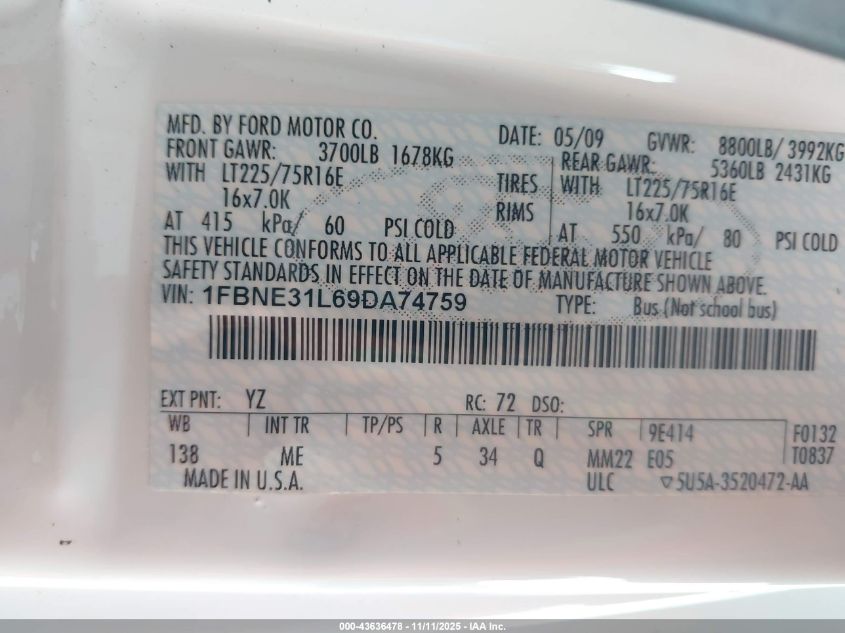 MFD. BY FORD MOTOR CO. DATE: 05/09 GVWR: 8800LB/ 3992KG
FRONT GAWR: 3700LB 1678KG REAR GAWR: 5360LB 2431KG
WITH LT225/75R16E TIRES WITH LT225/75R16E
16x7.0K RIMS 16x7.0K
AT 415 kPa/ 60 PSI COLD AT 550 kPa/ 80 PSI COLD
THIS VEHICLE CONFORMS TO ALL APPLICABLE FEDERAL MOTOR VEHICLE
SAFETY STANDARDS IN EFFECT ON THE DATE OF MANUFACTURE SHOWN ABOVE.
VIN: 1FBNE31L69DA74759 TYPE: Bus (Not school bus)
EXT PNT: YZ RC: 72 DSO:
WB INT TR TP/PS R AXLE TR SPR 9E414 F0132
138 ME 5 34 Q MM22 E05 T0837
MADE IN U.S.A. ULC ▽5U5A-3520472-AA
000-43636478 - 11/11/2025 - IAA Inc.